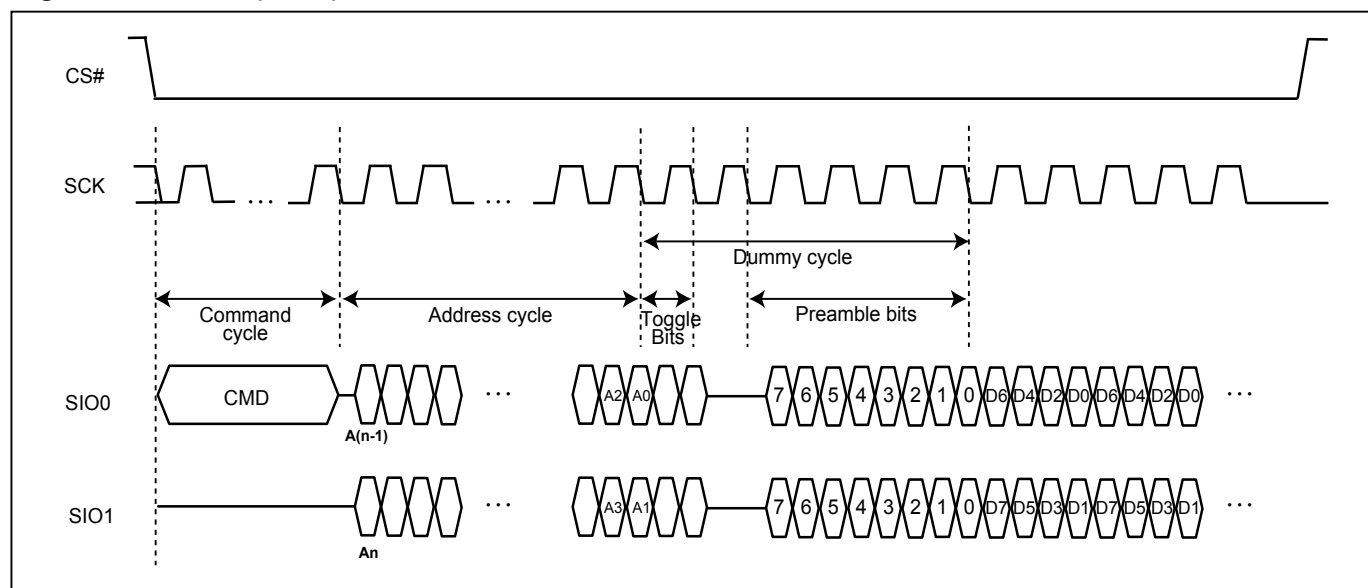 CS#
SCK
...
...
Dummy cycle
Command
cycle
Address cycle
Toggle
Bits
Preamble bits
SIO0
CMD
...
A2 A0
7 6 5 4 3 2 1 0 D6 D4 D2 D0 D6 D4 D2 D0
...
A(n-1)
SIO1
...
A3 A1
7 6 5 4 3 2 1 0 D7 D5 D3 D1 D7 D5 D3 D1
...
An